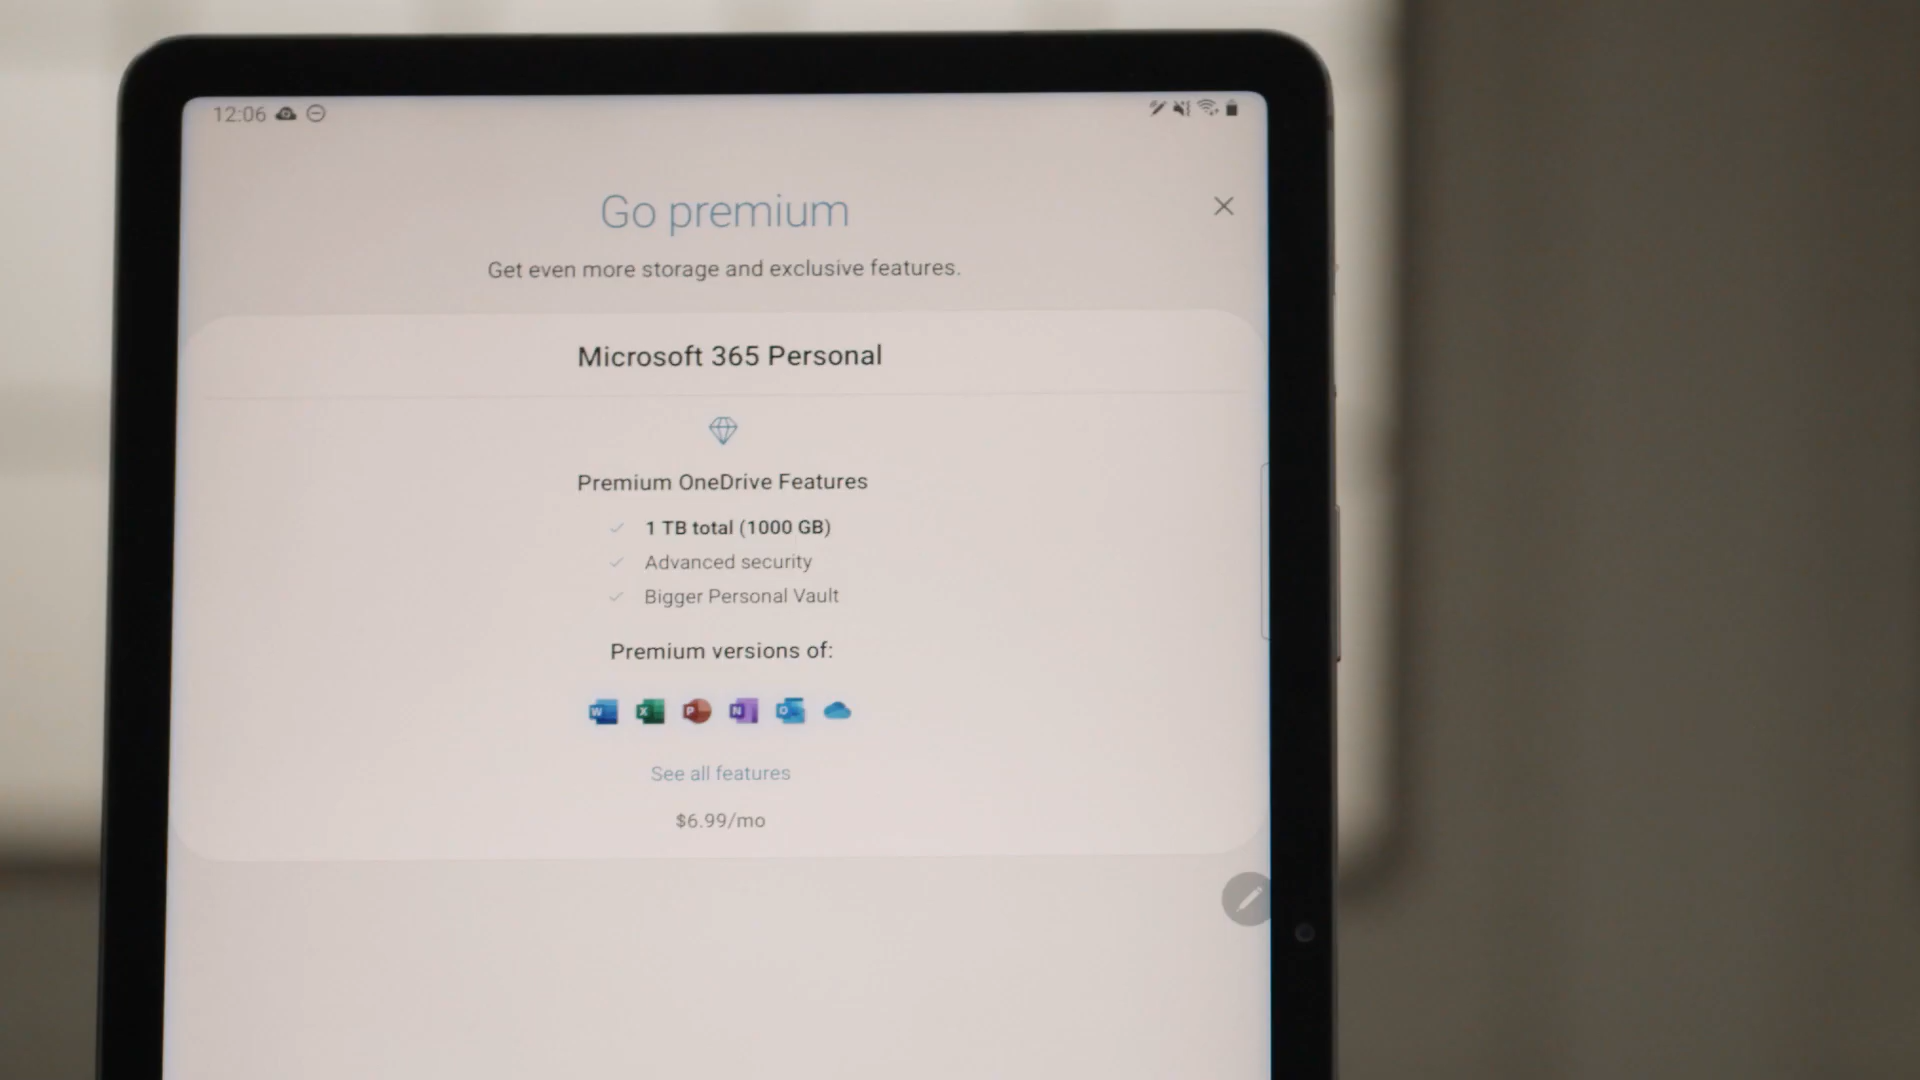 12:06
Go premium
Get even more storage and exclusive features.
Microsoft 365 Personal
Premium OneDrive Features
1 TB total (1000 GB)
Advanced security
Bigger Personal Vault
Premium versions of:
W X P N O
See all features
$6.99/mo